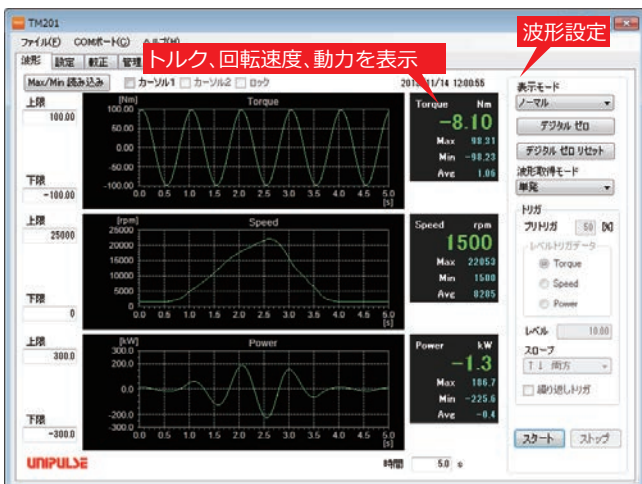 TM201
ファイル(F) COMポート(C) ヘルプ(H)
波形 設定 較正 管理
トルク、回転速度、動力を表示
波形設定
Max/Min 読み込み カーソル1 カーソル2 ロック
11/14 12:00:55
上限
100.00
下限
-100.00
[Nm] Torque
100.00
50.00
0.00
-50.00
-100.00
0.0 0.5 1.0 1.5 2.0 2.5 3.0 3.5 4.0 4.5 5.0
[s]
Torque Nm
-8.10
Max 98.31
Min -98.23
Avg 1.06
上限
25000
下限
0
[rpm] Speed
25000
20000
15000
10000
5000
0
0.0 0.5 1.0 1.5 2.0 2.5 3.0 3.5 4.0 4.5 5.0
[s]
Speed rpm
1500
Max 22053
Min 1500
Avg 8285
上限
300.0
下限
-300.0
[kW] Power
300.0
200.0
0.0
-200.0
-300.0
0.0 0.5 1.0 1.5 2.0 2.5 3.0 3.5 4.0 4.5 5.0
[s]
Power kW
-1.3
Max 186.7
Min -225.6
Avg -0.4
表示モード
ノーマル
デジタル ゼロ
デジタル ゼロ リセット
波形取得モード
単発
トリガ
プリトリガ 50 [%]
レベルトリガデータ
Torque
Speed
Power
レベル 10.00
スロープ
↑↓ 両方
繰り返しトリガ
スタート ストップ
UNIPULSE
時間 5.0 s